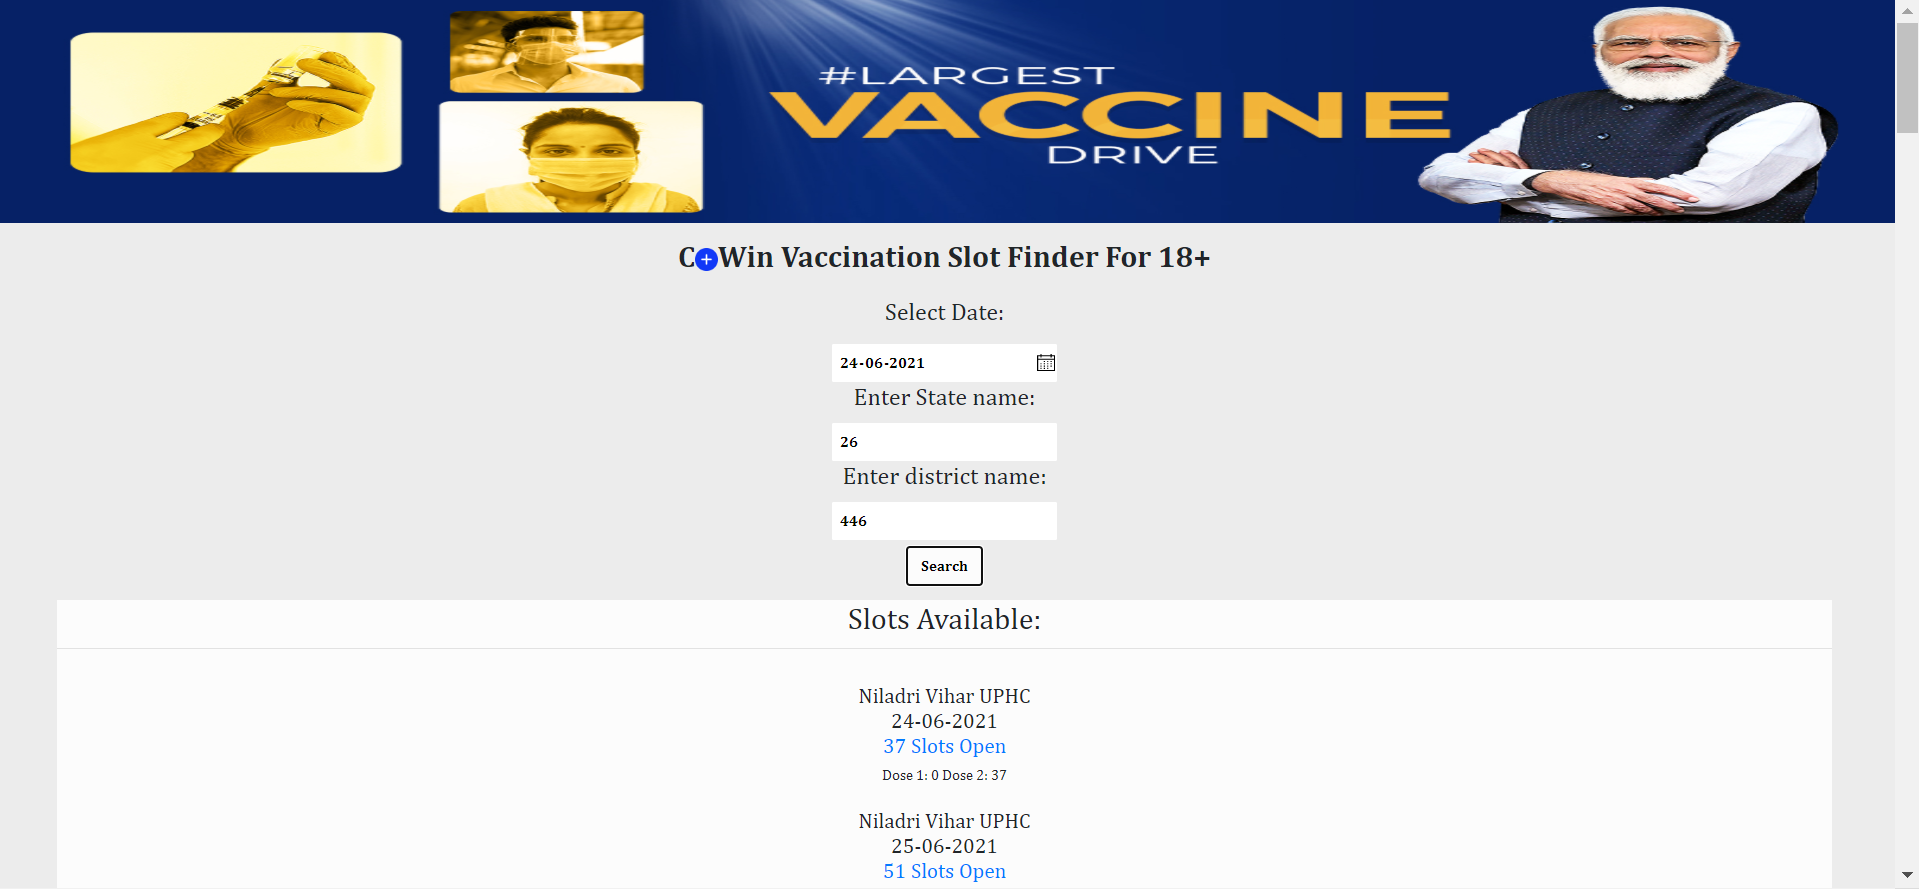 #LARGEST
VACCINE
DRIVE
C+Win Vaccination Slot Finder For 18+
Select Date:
24-06-2021
Enter State name:
26
Enter district name:
446
Search
Slots Available:
Niladri Vihar UPHC
24-06-2021
37 Slots Open
Dose 1: 0 Dose 2: 37
Niladri Vihar UPHC
25-06-2021
51 Slots Open